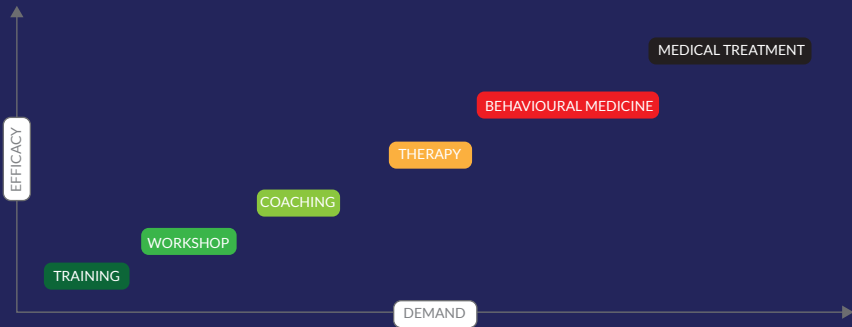 MEDICAL TREATMENT
BEHAVIOURAL MEDICINE
THERAPY
EFFICACY
COACHING
WORKSHOP
TRAINING
DEMAND